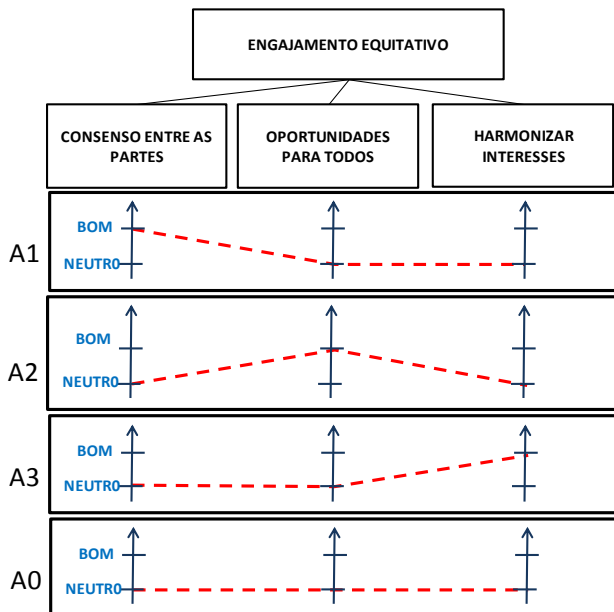 ENGAJAMENTO EQUITATIVO
CONSENSO ENTRE AS
PARTES
OPORTUNIDADES
PARA TODOS
HARMONIZAR
INTERESSES
A1
BOM
NEUTR0
A2
BOM
NEUTR0
A3
BOM
NEUTR0
A0
BOM
NEUTR0